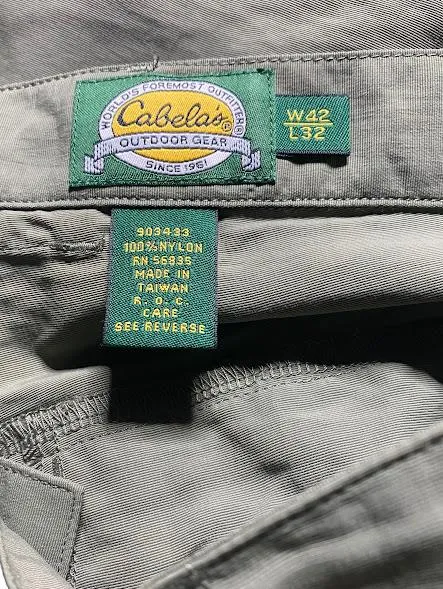 WORLD'S FOREMOST OUTFITTER®
Cabela's®
OUTDOOR GEAR
SINCE 1961
W42
L32
903433
100% NYLON
RN 56835
MADE IN
TAIWAN
R. O. C.
CARE
SEE REVERSE